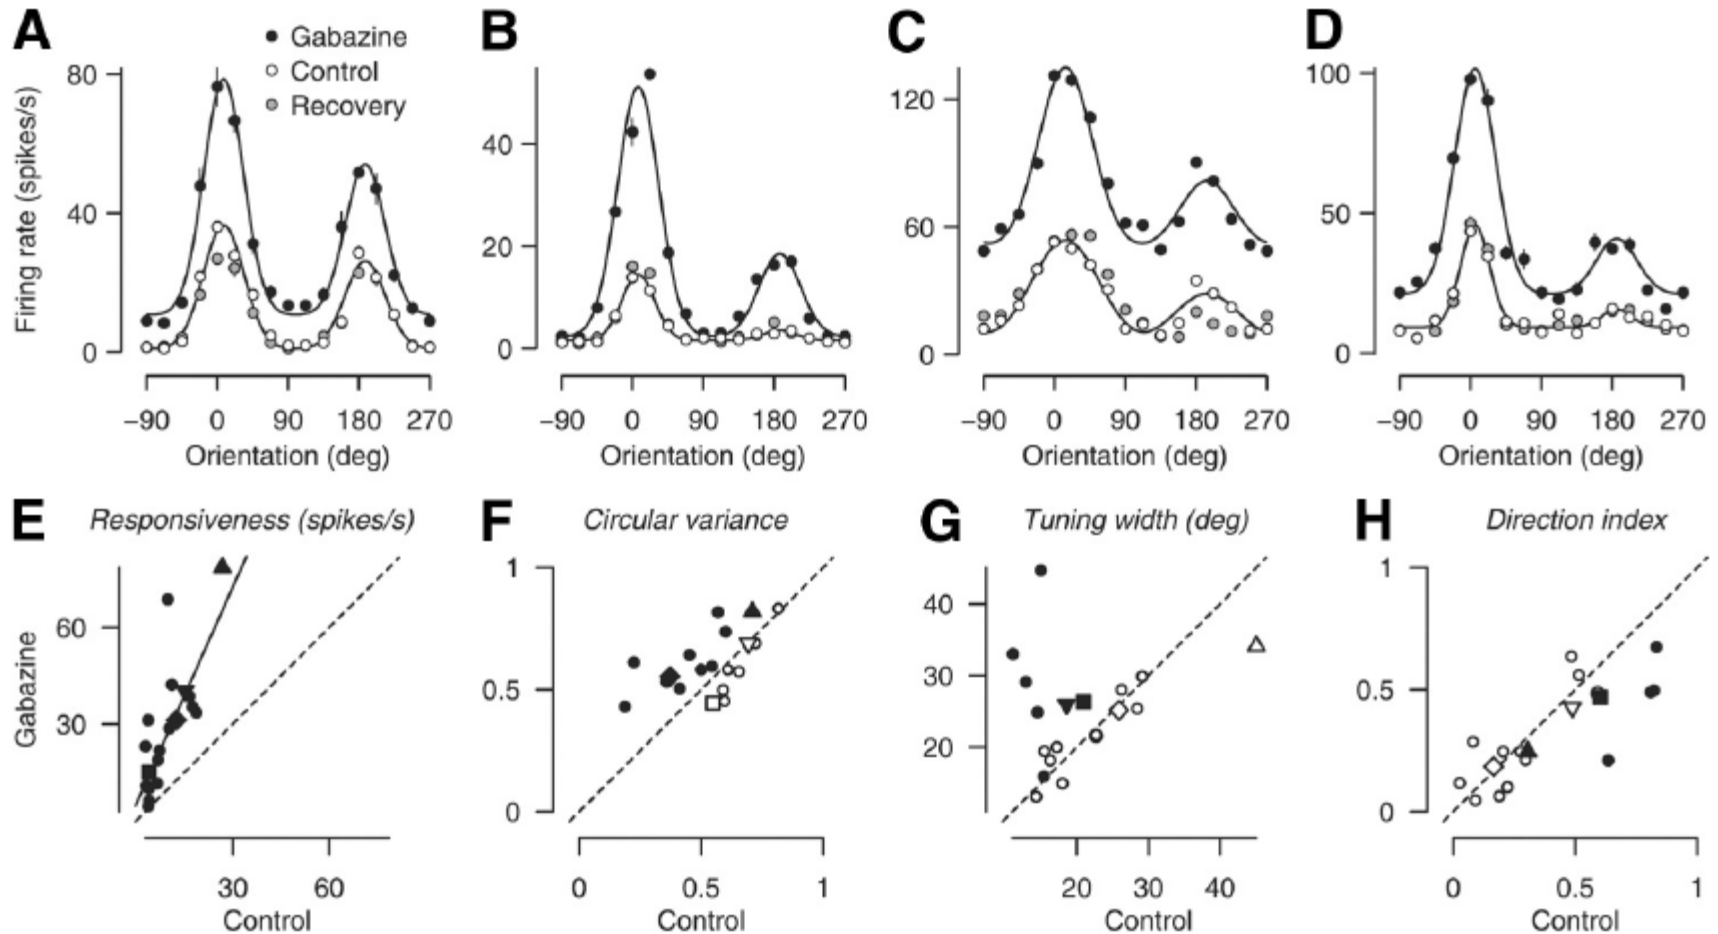 A
B
C
D
Gabazine
Control
Recovery
Firing rate (spikes/s)
80
40
0
40
20
0
120
60
0
100
50
0
−90 0 90 180 270
−90 0 90 180 270
−90 0 90 180 270
−90 0 90 180 270
Orientation (deg)
Orientation (deg)
Orientation (deg)
Orientation (deg)
E
Responsiveness (spikes/s)
F
Circular variance
G
Tuning width (deg)
H
Direction index
Gabazine
60
30
1
0.5
0
40
30
20
1
0.5
0
30 60
0 0.5 1
20 30 40
0 0.5 1
Control
Control
Control
Control